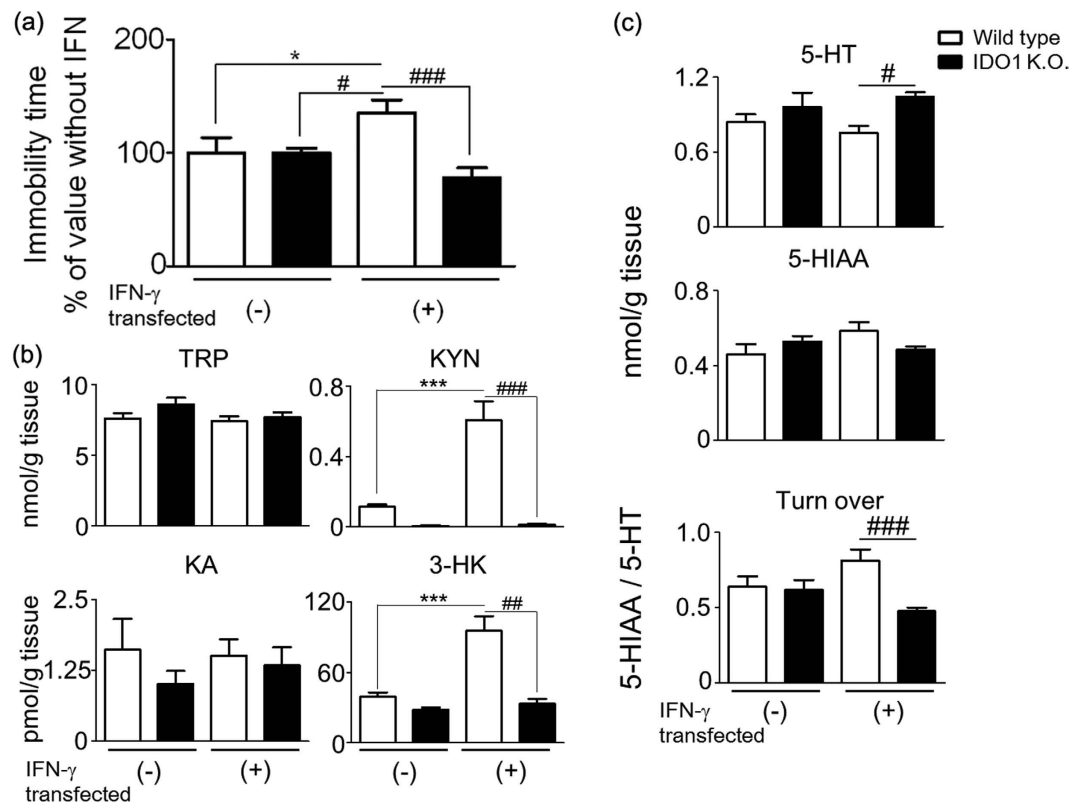 (a)
Immobility time
% of value without IFN
200
100
0
*
#
###
IFN-γ
transfected
(-)
(+)
(b)
TRP
nmol/g tissue
10
5
0
KYN
0.8
0.4
0
***
###
KA
pmol/g tissue
2.5
1.25
0
3-HK
120
60
0
***
##
IFN-γ
transfected
(-)
(+)
(-)
(+)
(c)
Wild type
IDO1 K.O.
5-HT
1.2
0.6
0
#
nmol/g tissue
5-HIAA
0.8
0.4
0
Turn over
5-HIAA / 5-HT
1.0
0.5
0
###
IFN-γ
transfected
(-)
(+)